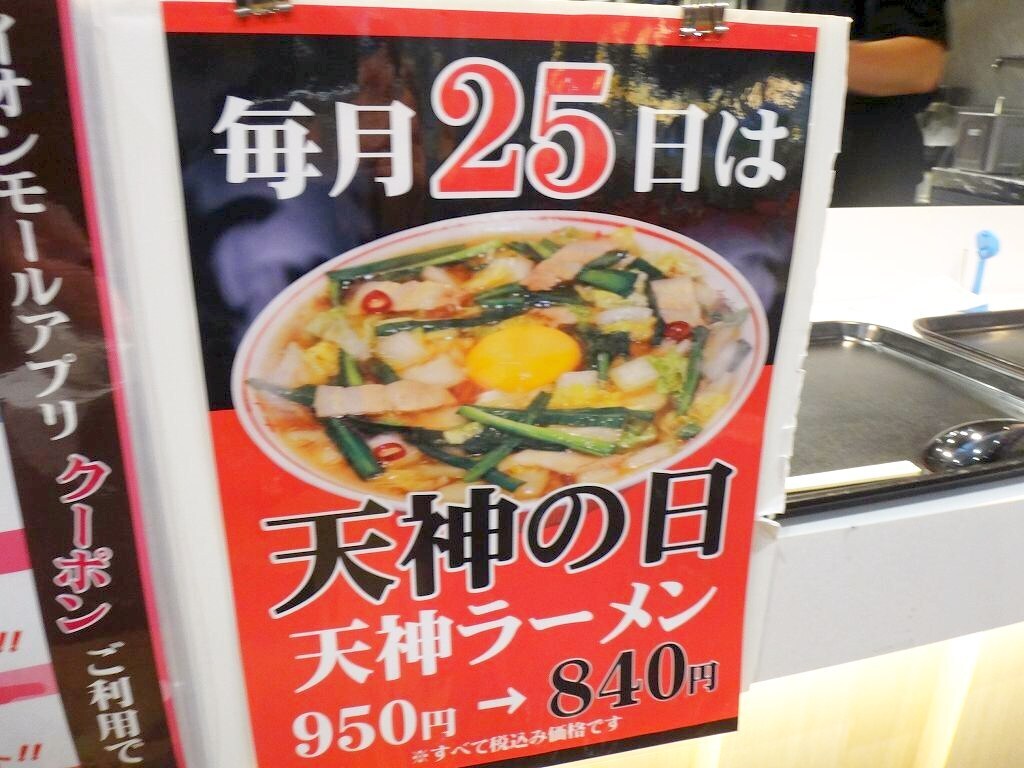 イオンモールアプリ クーポン ご利用で
!!
!!
毎月25日は
天神の日
天神ラーメン
950円 → 840円
※すべて税込み価格です